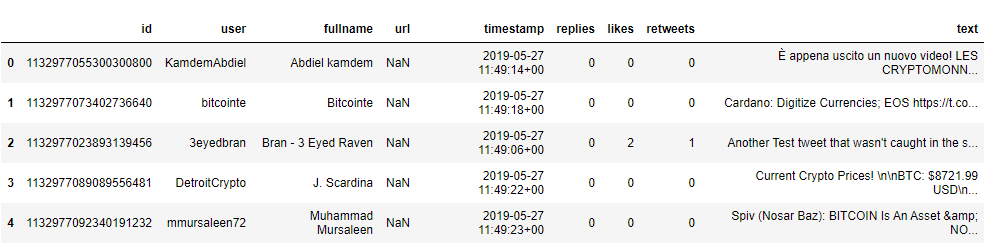 id user fullname url timestamp replies likes retweets text
0 1132977055300300800 KamdemAbdiel Abdiel kamdem NaN 2019-05-27 11:49:14+00 0 0 0 È appena uscito un nuovo video! LES CRYPTOMONN...
1 1132977073402736640 bitcointe Bitcointe NaN 2019-05-27 11:49:18+00 0 0 0 Cardano: Digitize Currencies; EOS https://t.co...
2 1132977023893139456 3eyedbran Bran - 3 Eyed Raven NaN 2019-05-27 11:49:06+00 0 2 1 Another Test tweet that wasn't caught in the s...
3 1132977089089556481 DetroitCrypto J. Scardina NaN 2019-05-27 11:49:22+00 0 0 0 Current Crypto Prices! \n\nBTC: $8721.99 USD\n...
4 1132977092340191232 mmursaleen72 Muhammad Mursaleen NaN 2019-05-27 11:49:23+00 0 0 0 Spiv (Nosar Baz): BITCOIN Is An Asset &amp; NO...